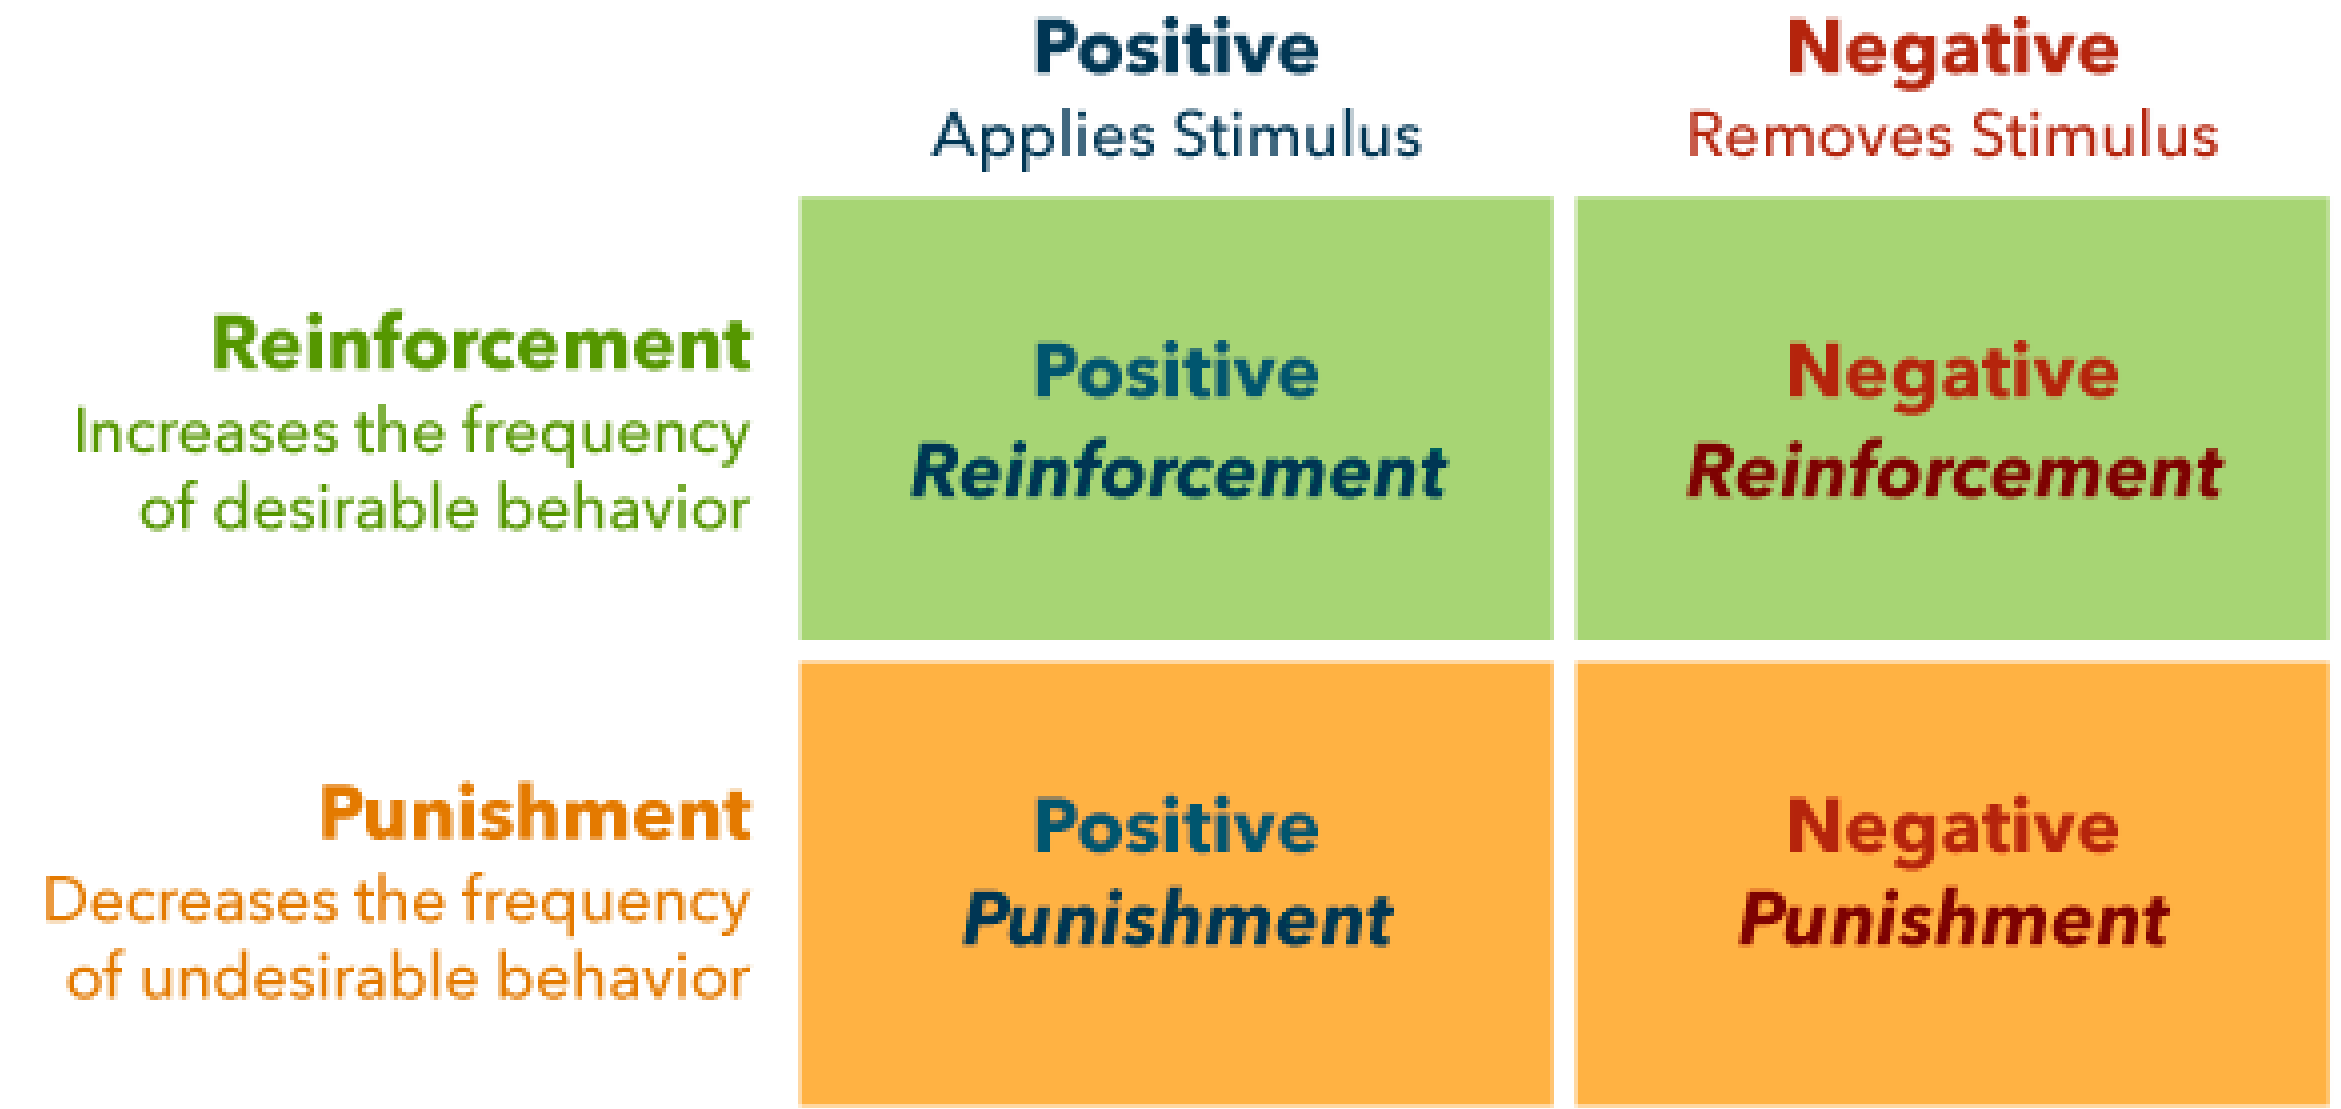 Positive
Applies Stimulus
Negative
Removes Stimulus
Reinforcement
Increases the frequency
of desirable behavior
Positive
Reinforcement
Negative
Reinforcement
Punishment
Decreases the frequency
of undesirable behavior
Positive
Punishment
Negative
Punishment